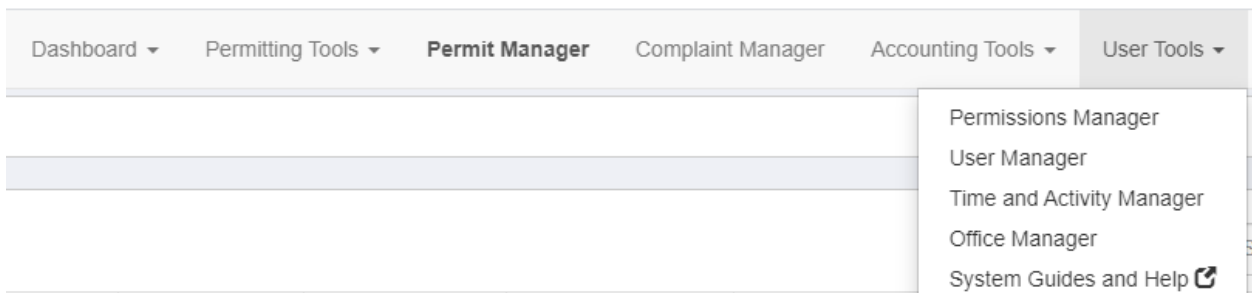 Dashboard Permitting Tools Permit Manager Complaint Manager Accounting Tools User Tools
Permissions Manager
User Manager
Time and Activity Manager
Office Manager
System Guides and Help